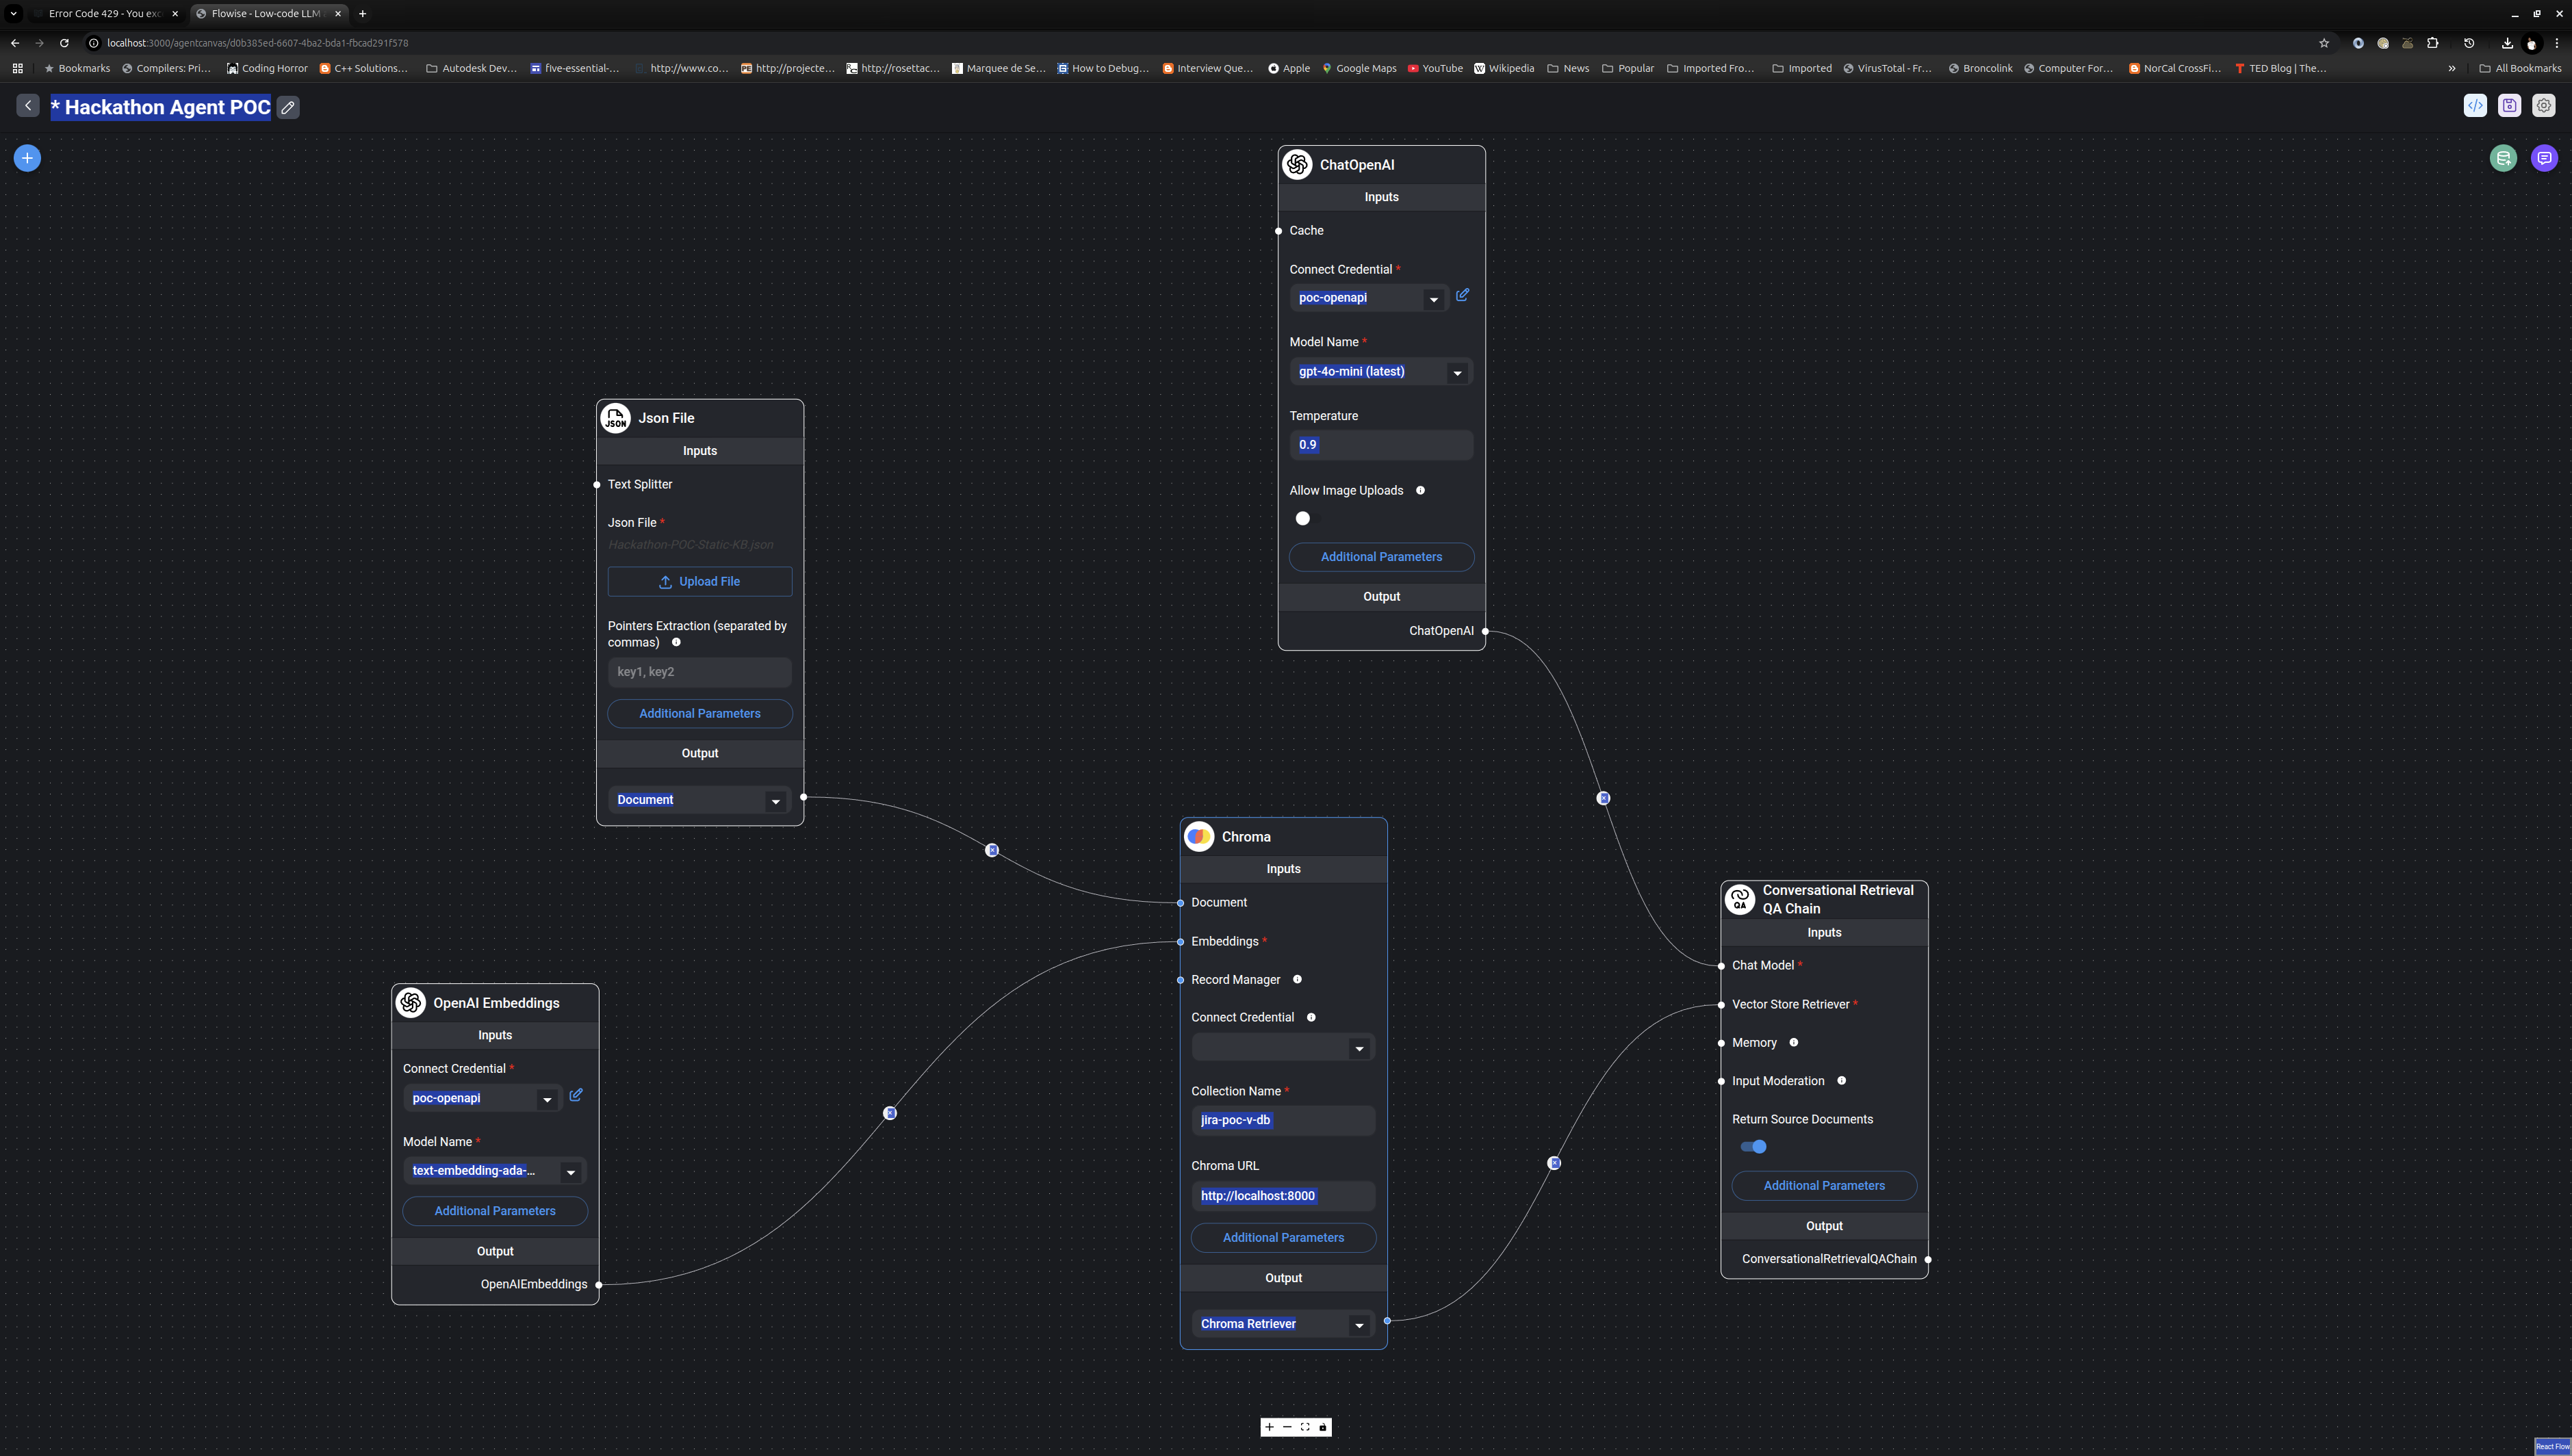 Error Code 429 - You exc
Flowise - Low-code LLM
localhost:3000/agentcanvas/d0b385ed-6607-4ba2-bda1-fbcad291f578
Bookmarks
Compilers: Pri...
Coding Horror
C++ Solutions...
Autodesk Dev...
five-essential-...
http://www.co...
PE
http://projecte...
http://rosettac...
Marquee de Se...
How to Debug...
Interview Que...
Apple
Google Maps
YouTube
W
Wikipedia
News
Popular
Imported Fro...
Imported
VirusTotal - Fr...
Broncolink
Computer For...
NorCal CrossFi...
TED Blog | The...
All Bookmarks
* Hackathon Agent POC
ChatOpenAI
Inputs
Cache
Connect Credential *
poc-openapi
Model Name *
gpt-4o-mini (latest)
Temperature
0.9
Allow Image Uploads
Additional Parameters
Output
ChatOpenAI
JSON
Json File
Inputs
Text Splitter
Json File *
Hackathon-POC-Static-KB.json
Upload File
Pointers Extraction (separated by
commas)
key1, key2
Additional Parameters
Output
Document
Chroma
Inputs
Document
Embeddings *
Record Manager
Connect Credential
Collection Name *
jira-poc-v-db
Chroma URL
http://localhost:8000
Additional Parameters
Output
Chroma Retriever
OpenAI Embeddings
Inputs
Connect Credential *
poc-openapi
Model Name *
text-embedding-ada-...
Additional Parameters
Output
OpenAIEmbeddings
QA
Conversational Retrieval
QA Chain
Inputs
Chat Model *
Vector Store Retriever *
Memory
Input Moderation
Return Source Documents
Additional Parameters
Output
ConversationalRetrievalQAChain
React Flow